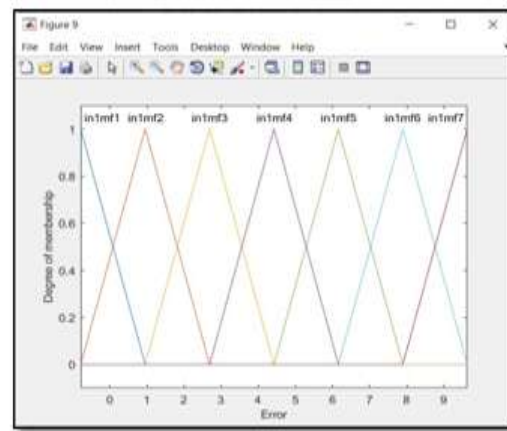 Figure 9
File Edit View Insert Tools Desktop Window Help
in1mf1 in1mf2 in1mf3 in1mf4 in1mf5 in1mf6 in1mf7
1
0.8
0.6
0.4
0.2
0
Degree of membership
0 1 2 3 4 5 6 7 8 9
Error